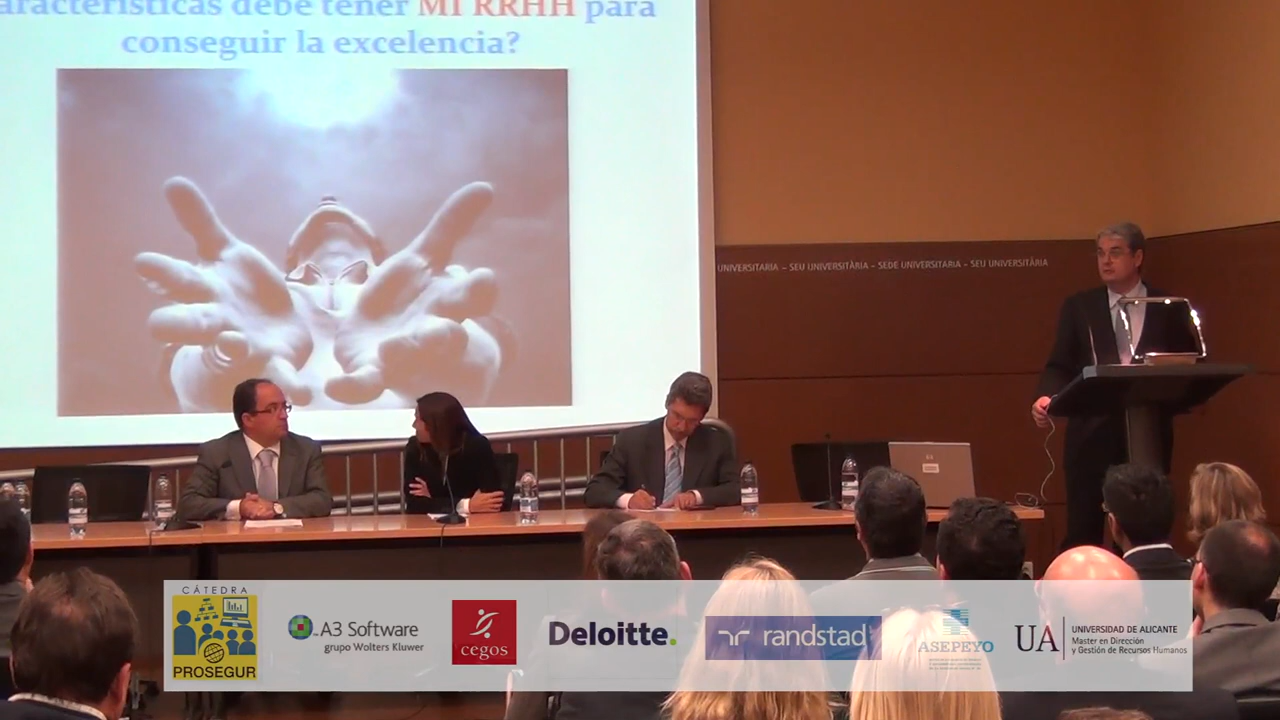 características debe tener MI RRHH para
conseguir la excelencia?
UNIVERSITARIA – SEU UNIVERSITÀRIA – SEDE UNIVERSITARIA – SEU UNIVERSITÀRIA
CÁTEDRA
PROSEGUR
A3 Software
grupo Wolters Kluwer
cegos
Deloitte.
randstad
ASEPEYO
UA
UNIVERSIDAD DE ALICANTE
Master en Dirección
y Gestión de Recursos Humanos